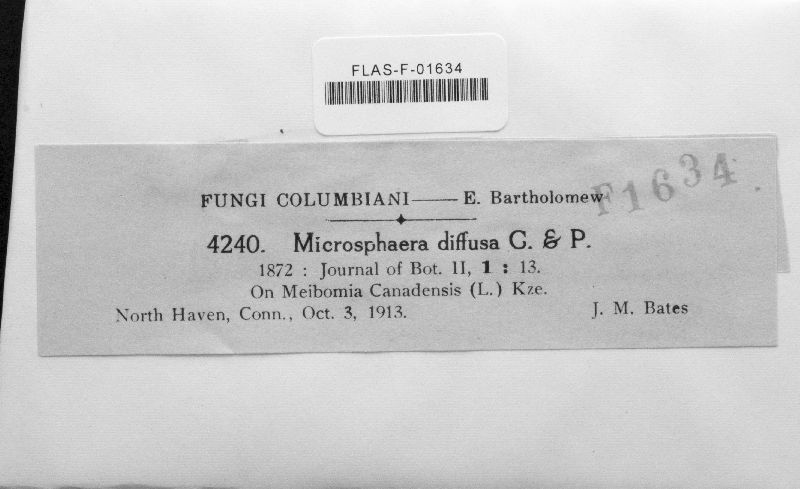 FLAS-F-01634
FUNGI COLUMBIANI—E. Bartholomew
F1634
4240. Microsphaera diffusa C. & P.
1872 : Journal of Bot. II, 1 : 13.
On Meibomia Canadensis (L.) Kze.
North Haven, Conn., Oct. 3, 1913. J. M. Bates